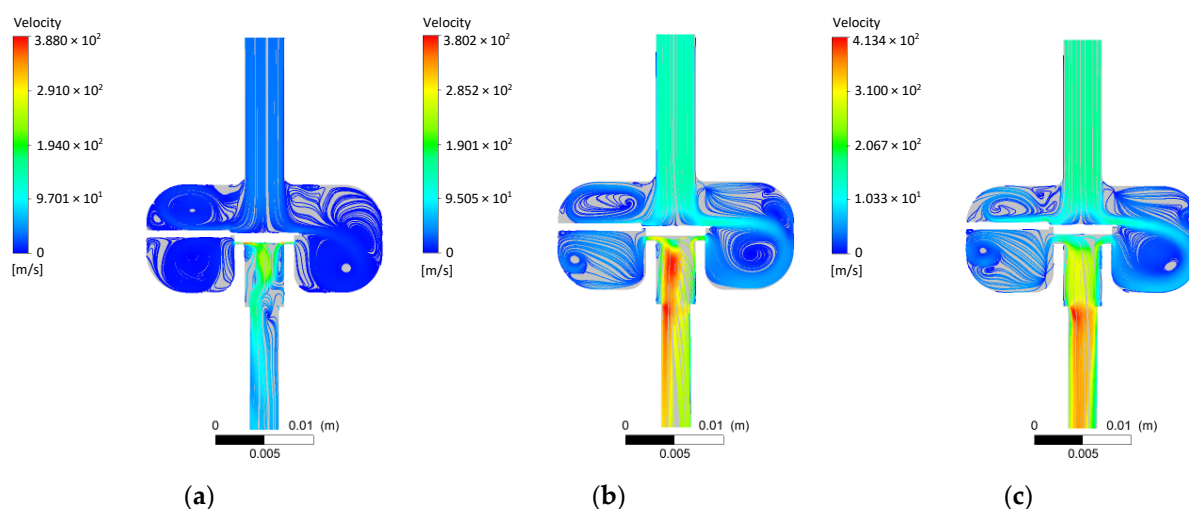 Velocity
3.880 × 10²
2.910 × 10²
1.940 × 10²
9.701 × 10¹
0
[m/s]
0 0.01 (m)
0.005
(a)
Velocity
3.802 × 10²
2.852 × 10²
1.901 × 10²
9.505 × 10¹
0
[m/s]
0 0.01 (m)
0.005
(b)
Velocity
4.134 × 10²
3.100 × 10²
2.067 × 10²
1.033 × 10¹
0
[m/s]
0 0.01 (m)
0.005
(c)